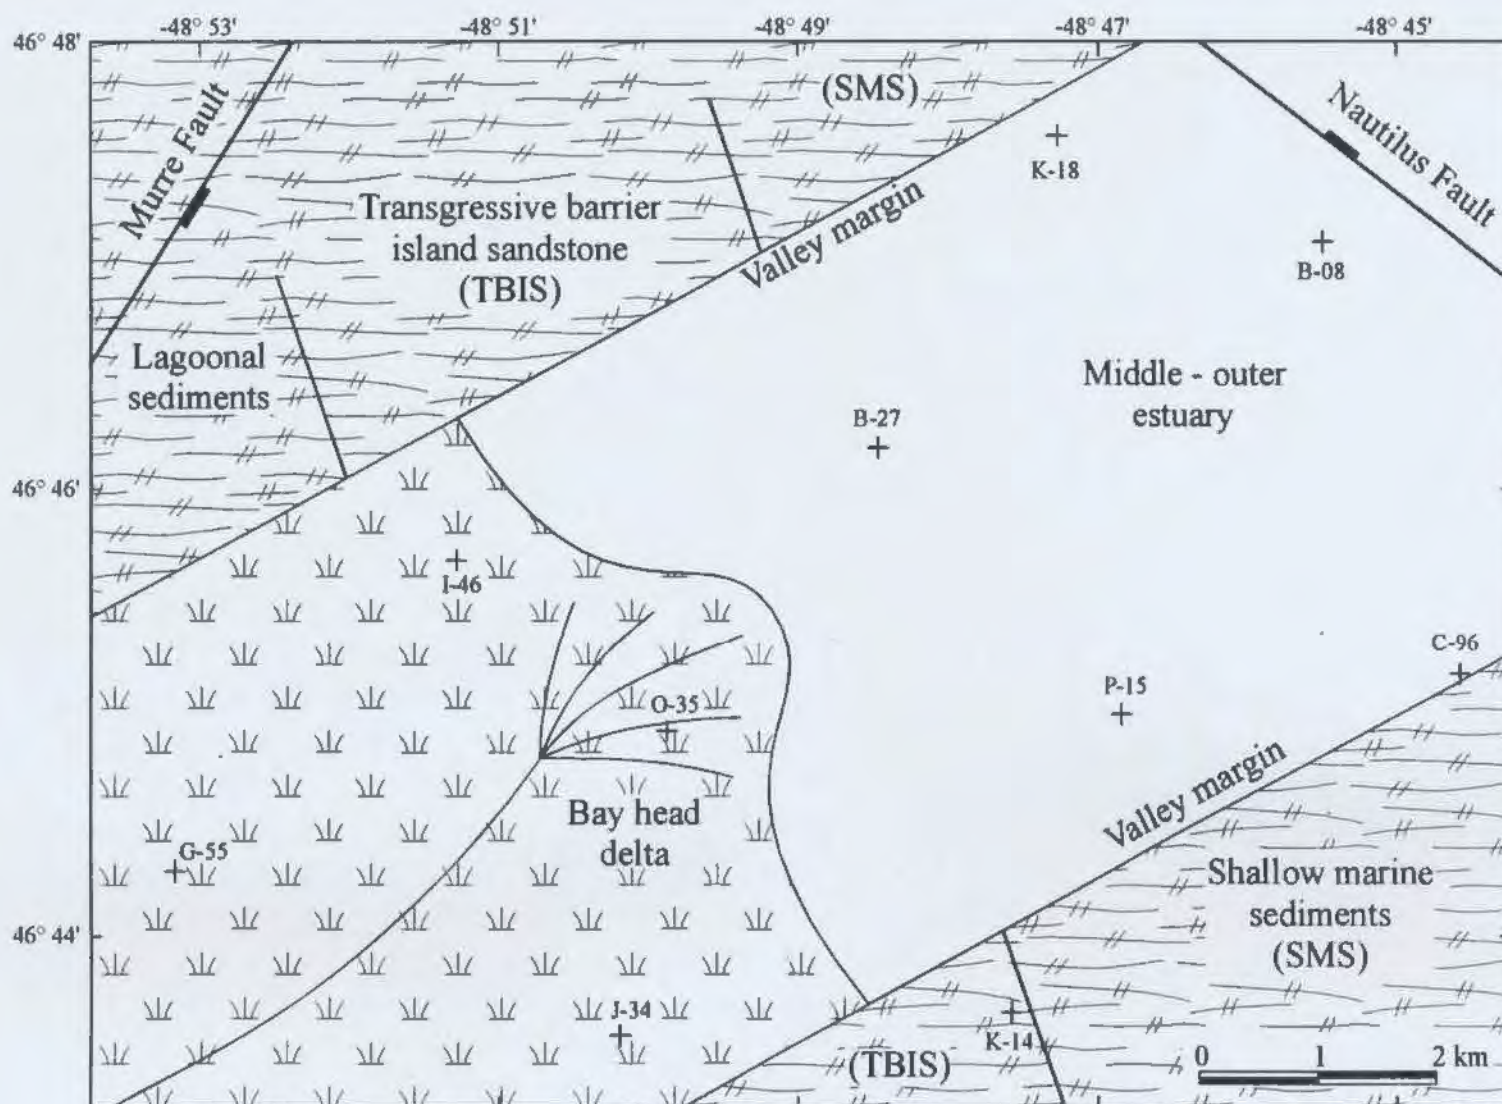 -48° 53'
-48° 51'
-48° 49'
-48° 47'
-48° 45'
46° 48'
Murre Fault
(SMS)
Nautilus Fault
K-18
Transgressive barrier
island sandstone
(TBIS)
Valley margin
B-08
Lagoonal
sediments
Middle - outer
estuary
B-27
46° 46'
I-46
C-96
P-15
O-35
Valley margin
Bay head
delta
G-55
Shallow marine
sediments
(SMS)
46° 44'
J-34
K-14
(TBIS)
0 1 2 km